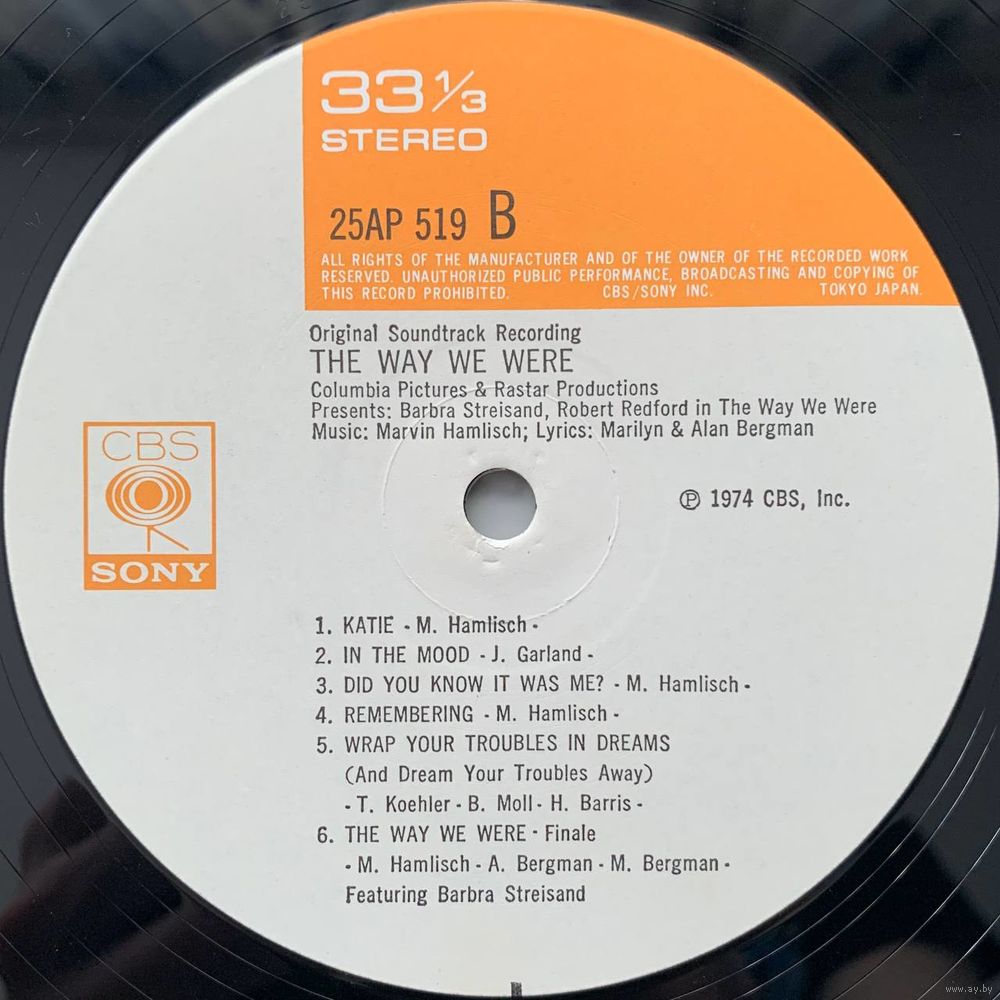 33 1/3
STEREO
25AP 519 B
ALL RIGHTS OF THE MANUFACTURER AND OF THE OWNER OF THE RECORDED WORK
RESERVED. UNAUTHORIZED PUBLIC PERFORMANCE, BROADCASTING AND COPYING OF
THIS RECORD PROHIBITED. CBS/SONY INC. TOKYO JAPAN.
Original Soundtrack Recording
THE WAY WE WERE
Columbia Pictures & Rastar Productions
Presents: Barbra Streisand, Robert Redford in The Way We Were
Music: Marvin Hamlisch; Lyrics: Marilyn & Alan Bergman
CBS
SONY
℗ 1974 CBS, Inc.
1. KATIE - M. Hamlisch -
2. IN THE MOOD - J. Garland -
3. DID YOU KNOW IT WAS ME? - M. Hamlisch -
4. REMEMBERING - M. Hamlisch -
5. WRAP YOUR TROUBLES IN DREAMS
(And Dream Your Troubles Away)
- T. Koehler - B. Moll - H. Barris -
6. THE WAY WE WERE - Finale
- M. Hamlisch - A. Bergman - M. Bergman -
Featuring Barbra Streisand
www.ay.by